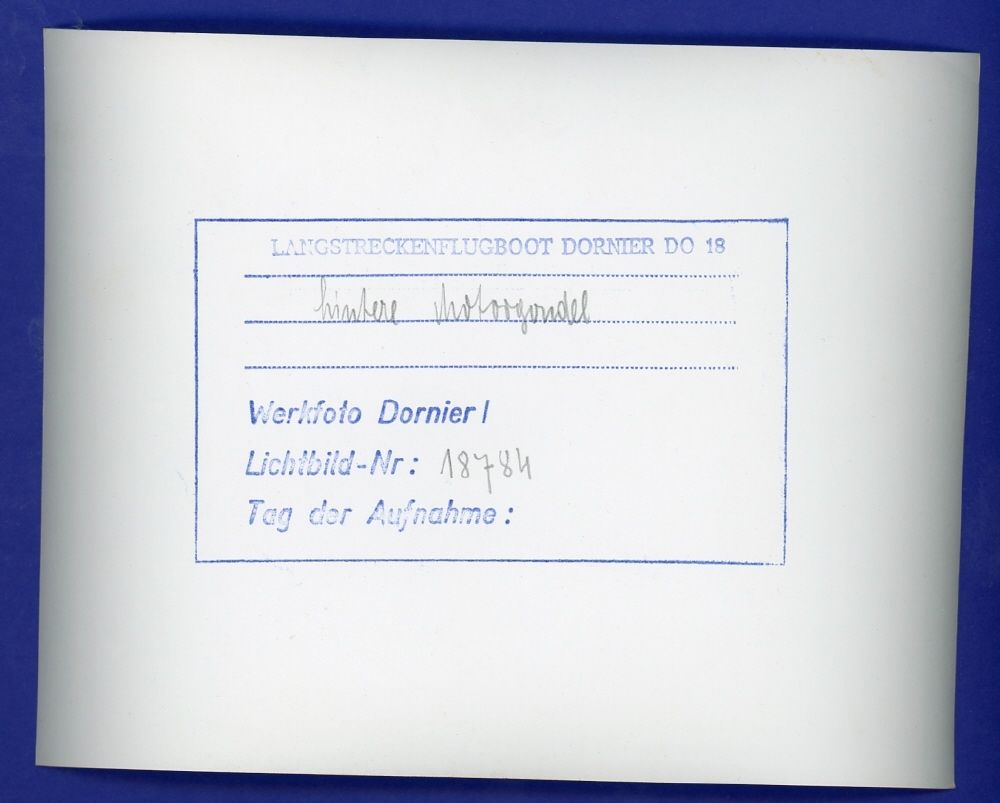 LANGSTRECKENFLUGBOOT DORNIER DO 18
hintere Motorgondel
Werkfoto Dornier!
Lichtbild-Nr: 18784
Tag der Aufnahme: